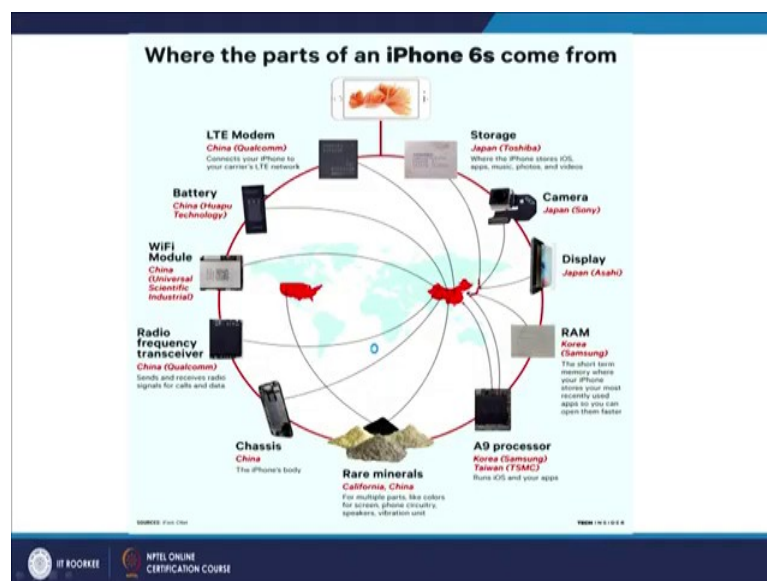 Where the parts of an iPhone 6s come from
LTE Modem
China (Qualcomm)
Connects your iPhone to
your carrier's LTE network
Storage
Japan (Toshiba)
Where the iPhone stores iOS,
apps, music, photos, and videos
Battery
China (Huapu
Technology)
Camera
Japan (Sony)
WiFi
Module
China
(Universal
Scientific
Industrial)
Display
Japan (Asahi)
Radio
frequency
transceiver
China (Qualcomm)
Sends and receives radio
signals for calls and data
RAM
Korea
(Samsung)
The short term
memory where
your iPhone
stores your most
recently used
apps so you can
open them faster
Chassis
China
The iPhone's body
Rare minerals
California, China
For multiple parts, like colors
for screen, phone circuitry,
speakers, vibration unit
A9 processor
Korea (Samsung)
Taiwan (TSMC)
Runs iOS and your apps
SOURCES:
TECH INSIDER
IIT ROORKEE
NPTEL ONLINE
CERTIFICATION COURSE